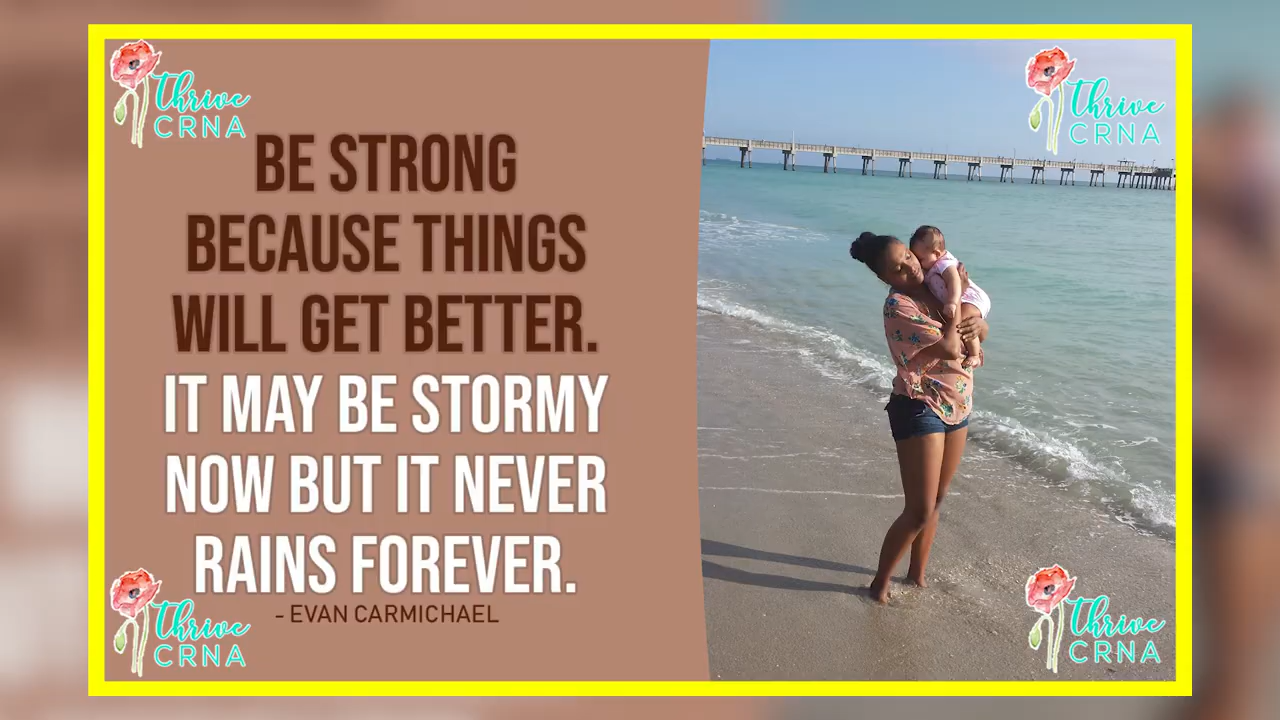 Thrive
CRNA
Thrive
CRNA
BE STRONG
BECAUSE THINGS
WILL GET BETTER.
IT MAY BE STORMY
NOW BUT IT NEVER
RAINS FOREVER.
- EVAN CARMICHAEL
Thrive
CRNA
Thrive
CRNA